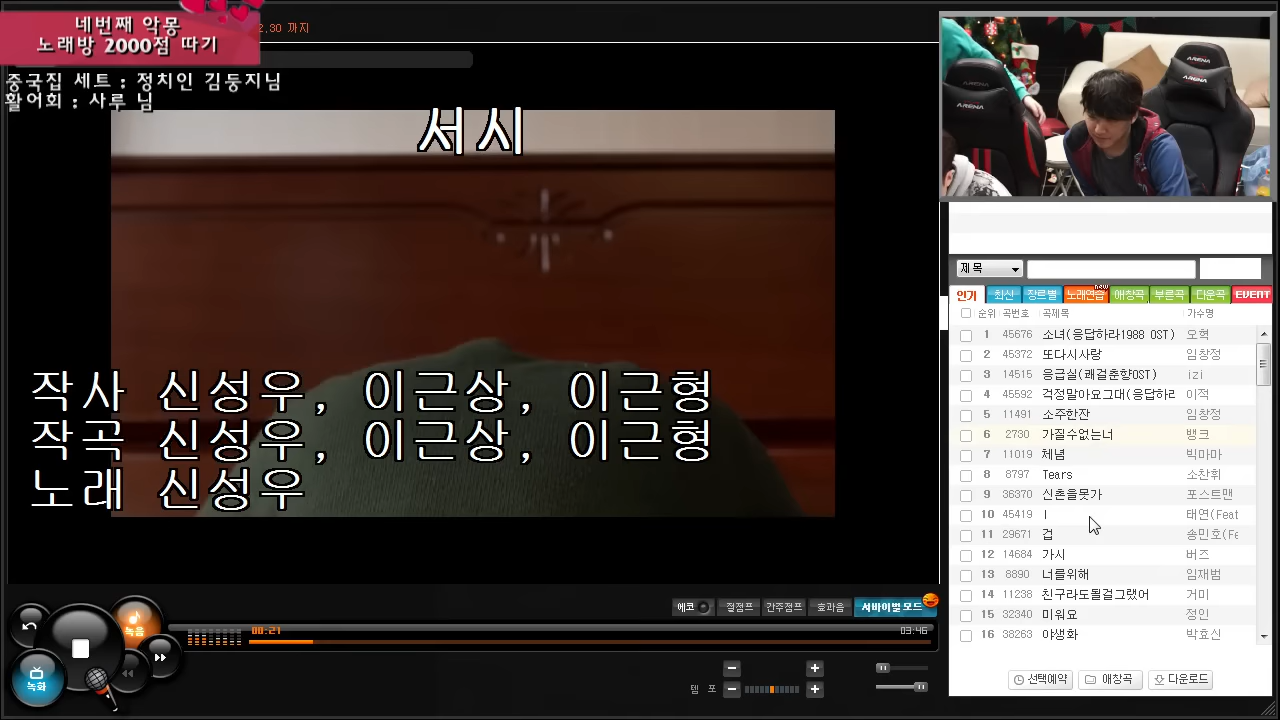 네번째 악몽
노래방 2000점 따기
2.30 까지
중국집 세트 : 정치인 김둥지님
활어회 : 사루 님
서시
작사 신성우, 이근상, 이근형
작곡 신성우, 이근상, 이근형
노래 신성우
ARENA
ARENA
ARENA
제목
인기 최신 장르별 노래연습 new 애창곡 부른곡 다운곡 EVENT
순위 곡번호 곡제목 가수명
1 45676 소녀(응답하라1988 OST) 오혁
2 45372 또다시사랑 임창정
3 14515 응급실(쾌걸춘향OST) izi
4 45592 걱정말아요그대(응답하라 이적
5 11491 소주한잔 임창정
6 2730 가질수없는너 뱅크
7 11019 체념 빅마마
8 8797 Tears 소찬휘
9 36370 신촌을못가 포스트맨
10 45419 I 태연(Feat
11 29671 겁 송민호(Fe
12 14684 가시 버즈
13 8890 너를위해 임재범
14 11238 친구라도될걸그랬어 거미
15 32340 미워요 정인
16 38263 야생화 박효신
에코 절점프 간주점프 효과음 서바이벌 모드
녹음
00:21
03:46
녹화
템 포
선택예약 애창곡 다운로드